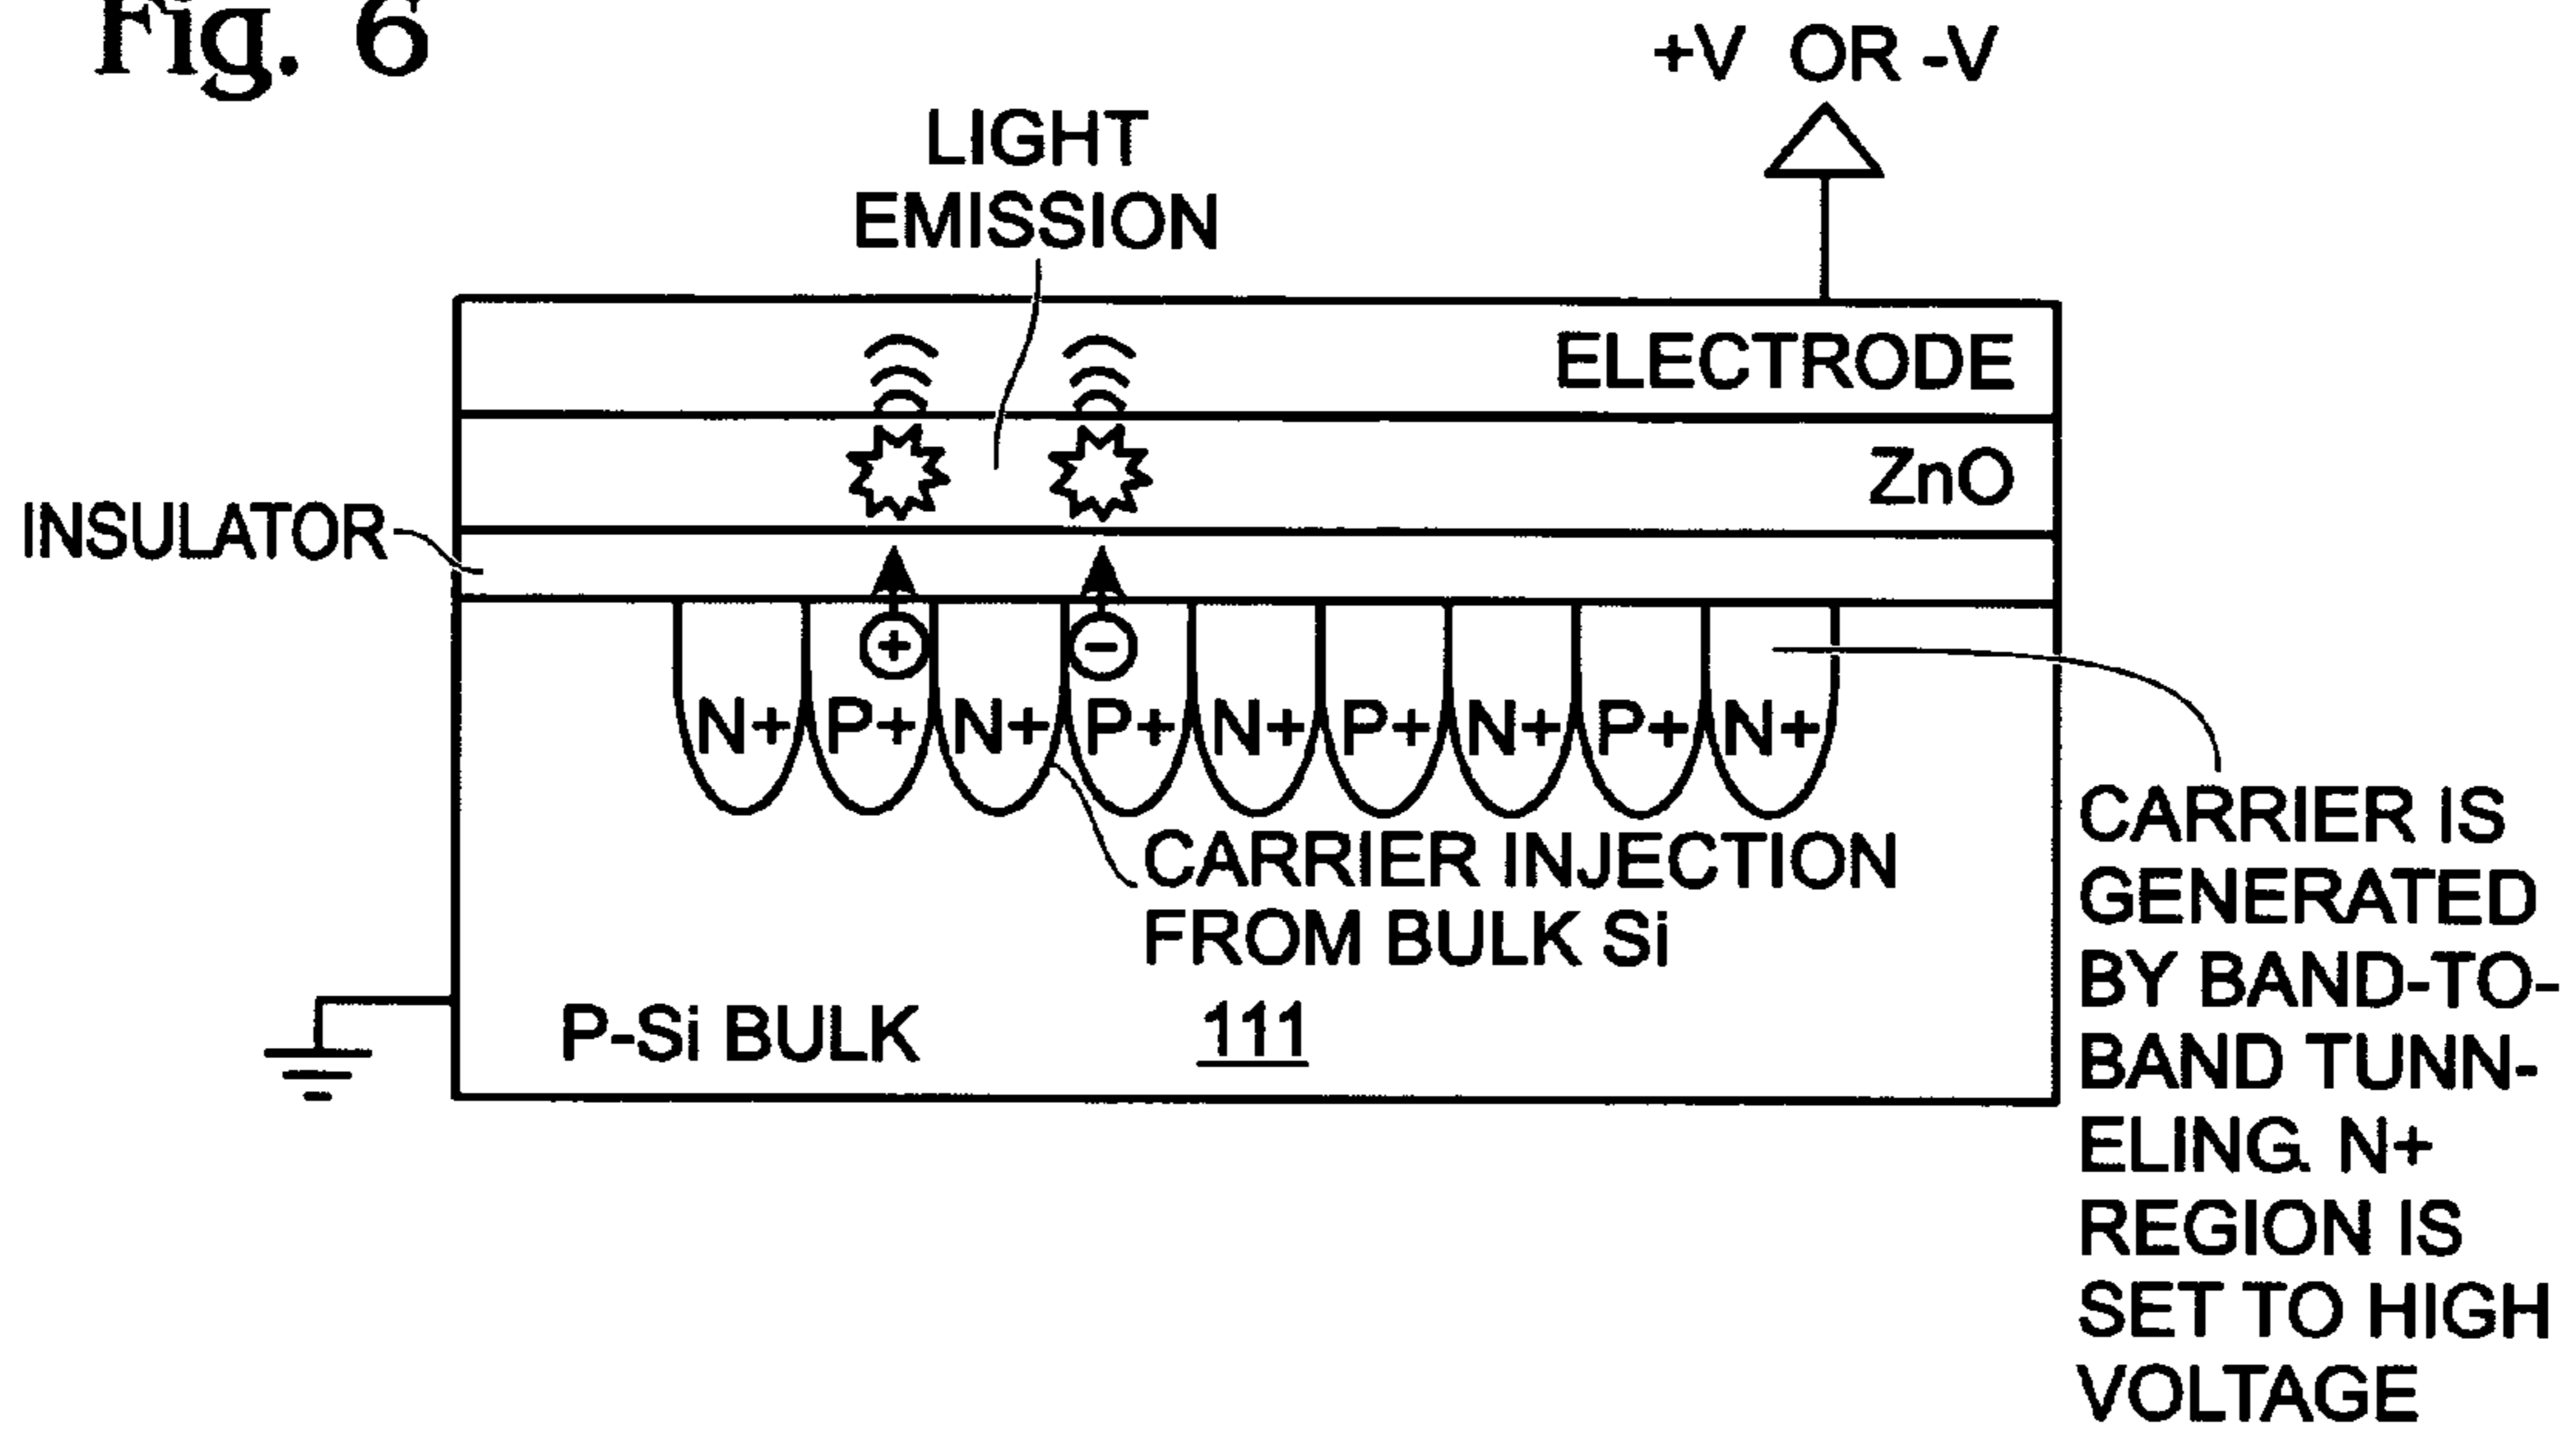 Fig. 6
+V OR -V
LIGHT
EMISSION
ELECTRODE
ZnO
INSULATOR
+ -
N+ P+ N+ P+ N+ P+ N+ P+ N+
CARRIER INJECTION
FROM BULK Si
P-Si BULK 111
CARRIER IS
GENERATED
BY BAND-TO-
BAND TUNN-
ELING. N+
REGION IS
SET TO HIGH
VOLTAGE